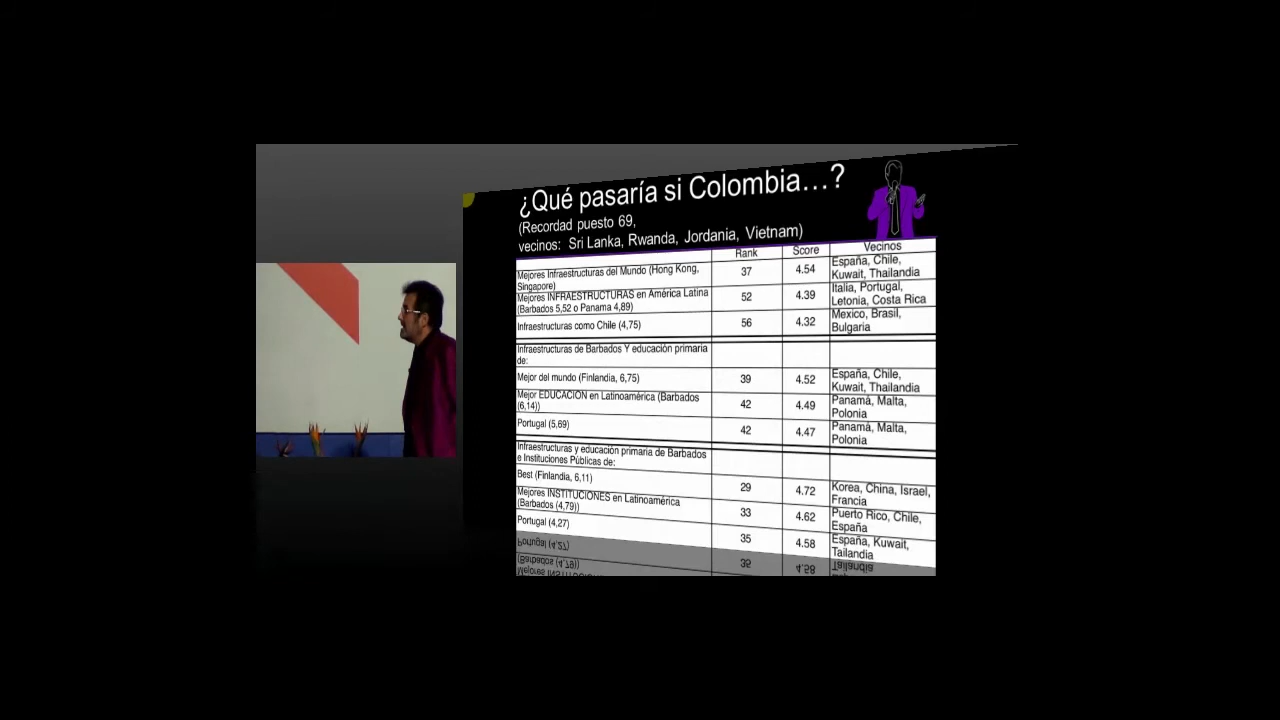 ¿Qué pasaría si Colombia…?
(Recordad puesto 69,
vecinos: Sri Lanka, Rwanda, Jordania, Vietnam)
Rank Score Vecinos
Mejores Infraestructuras del Mundo (Hong Kong, Singapore) 37 4.54 España, Chile, Kuwait, Thailandia
Mejores INFRAESTRUCTURAS en América Latina (Barbados 5,52 o Panama 4,89) 52 4.39 Italia, Portugal, Letonia, Costa Rica
Infraestructuras como Chile (4,75) 56 4.32 Mexico, Brasil, Bulgaria
Infraestructuras de Barbados Y educación primaria de:
Mejor del mundo (Finlandia, 6,75) 39 4.52 España, Chile, Kuwait, Thailandia
Mejor EDUCACION en Latinoamérica (Barbados (6,14)) 42 4.49 Panamá, Malta, Polonia
Portugal (5,69) 42 4.47 Panamá, Malta, Polonia
Infraestructuras y educación primaria de Barbados e Instituciones Públicas de:
Best (Finlandia, 6,11) 29 4.72 Korea, China, Israel, Francia
Mejores INSTITUCIONES en Latinoamérica (Barbados (4,79)) 33 4.62 Puerto Rico, Chile, España
Portugal (4,27) 35 4.58 España, Kuwait, Tailandia